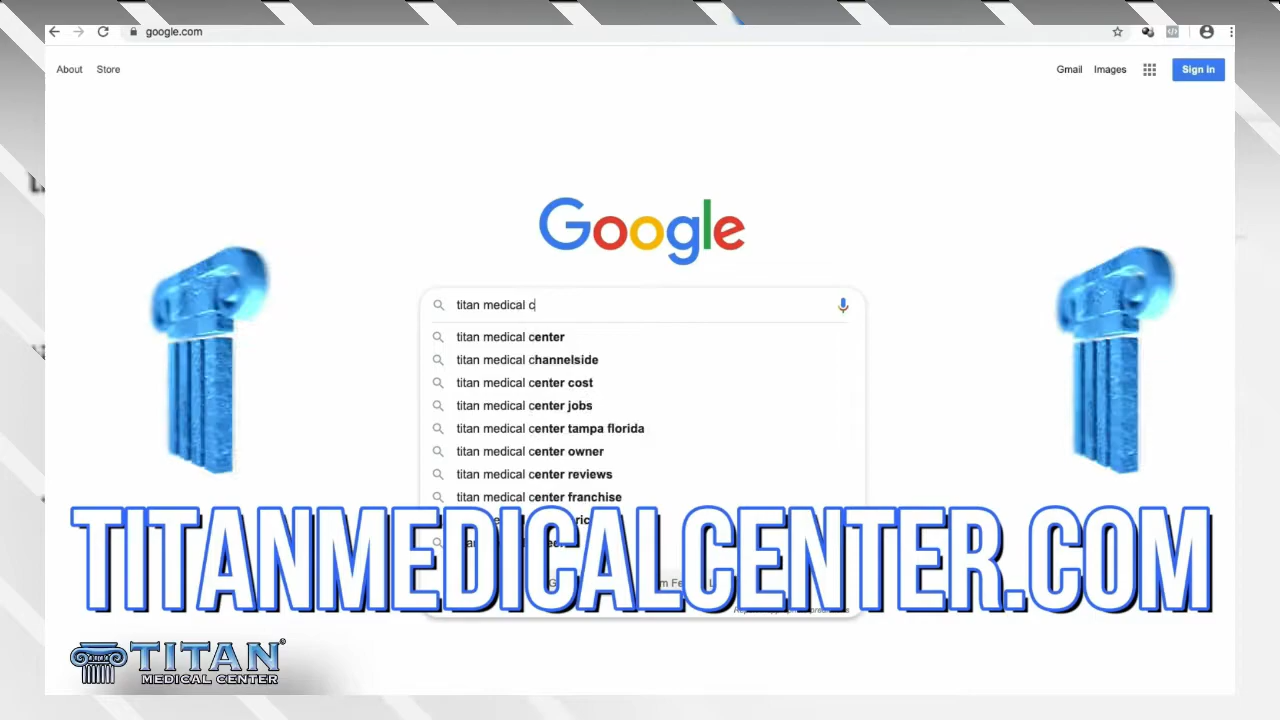 google.com
About Store Gmail Images Sign in
Google
titan medical c
titan medical center
titan medical channelside
titan medical center cost
titan medical center jobs
titan medical center tampa florida
titan medical center owner
titan medical center reviews
titan medical center franchise
TITANMEDICALCENTER.COM
TITAN®
MEDICAL CENTER